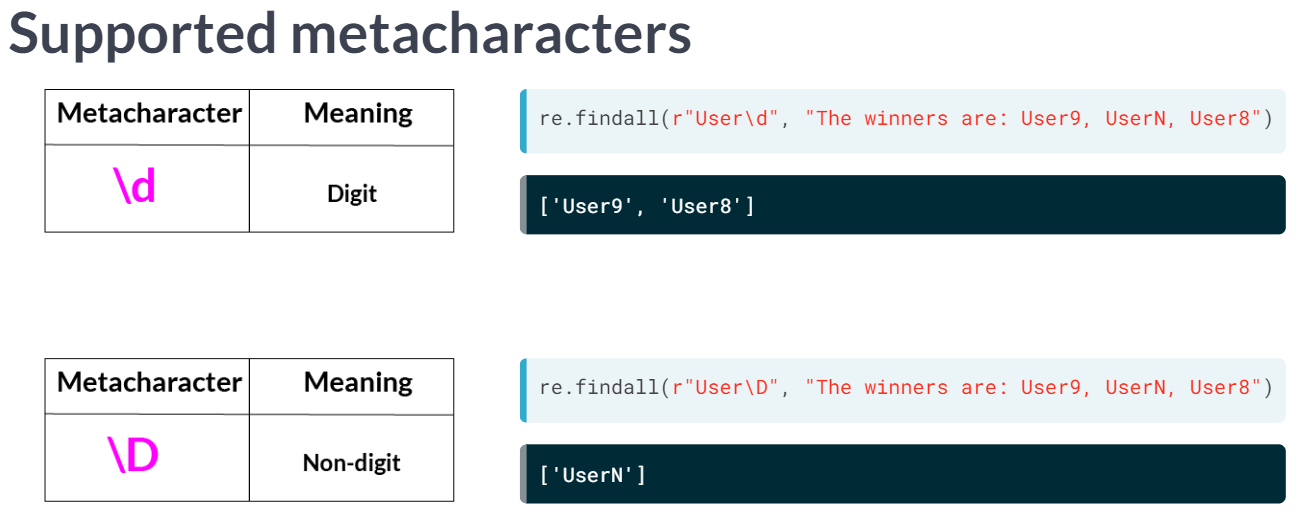 Supported metacharacters
Metacharacter Meaning
\d Digit
re.findall(r"User\d", "The winners are: User9, UserN, User8")
['User9', 'User8']
Metacharacter Meaning
\D Non-digit
re.findall(r"User\D", "The winners are: User9, UserN, User8")
['UserN']